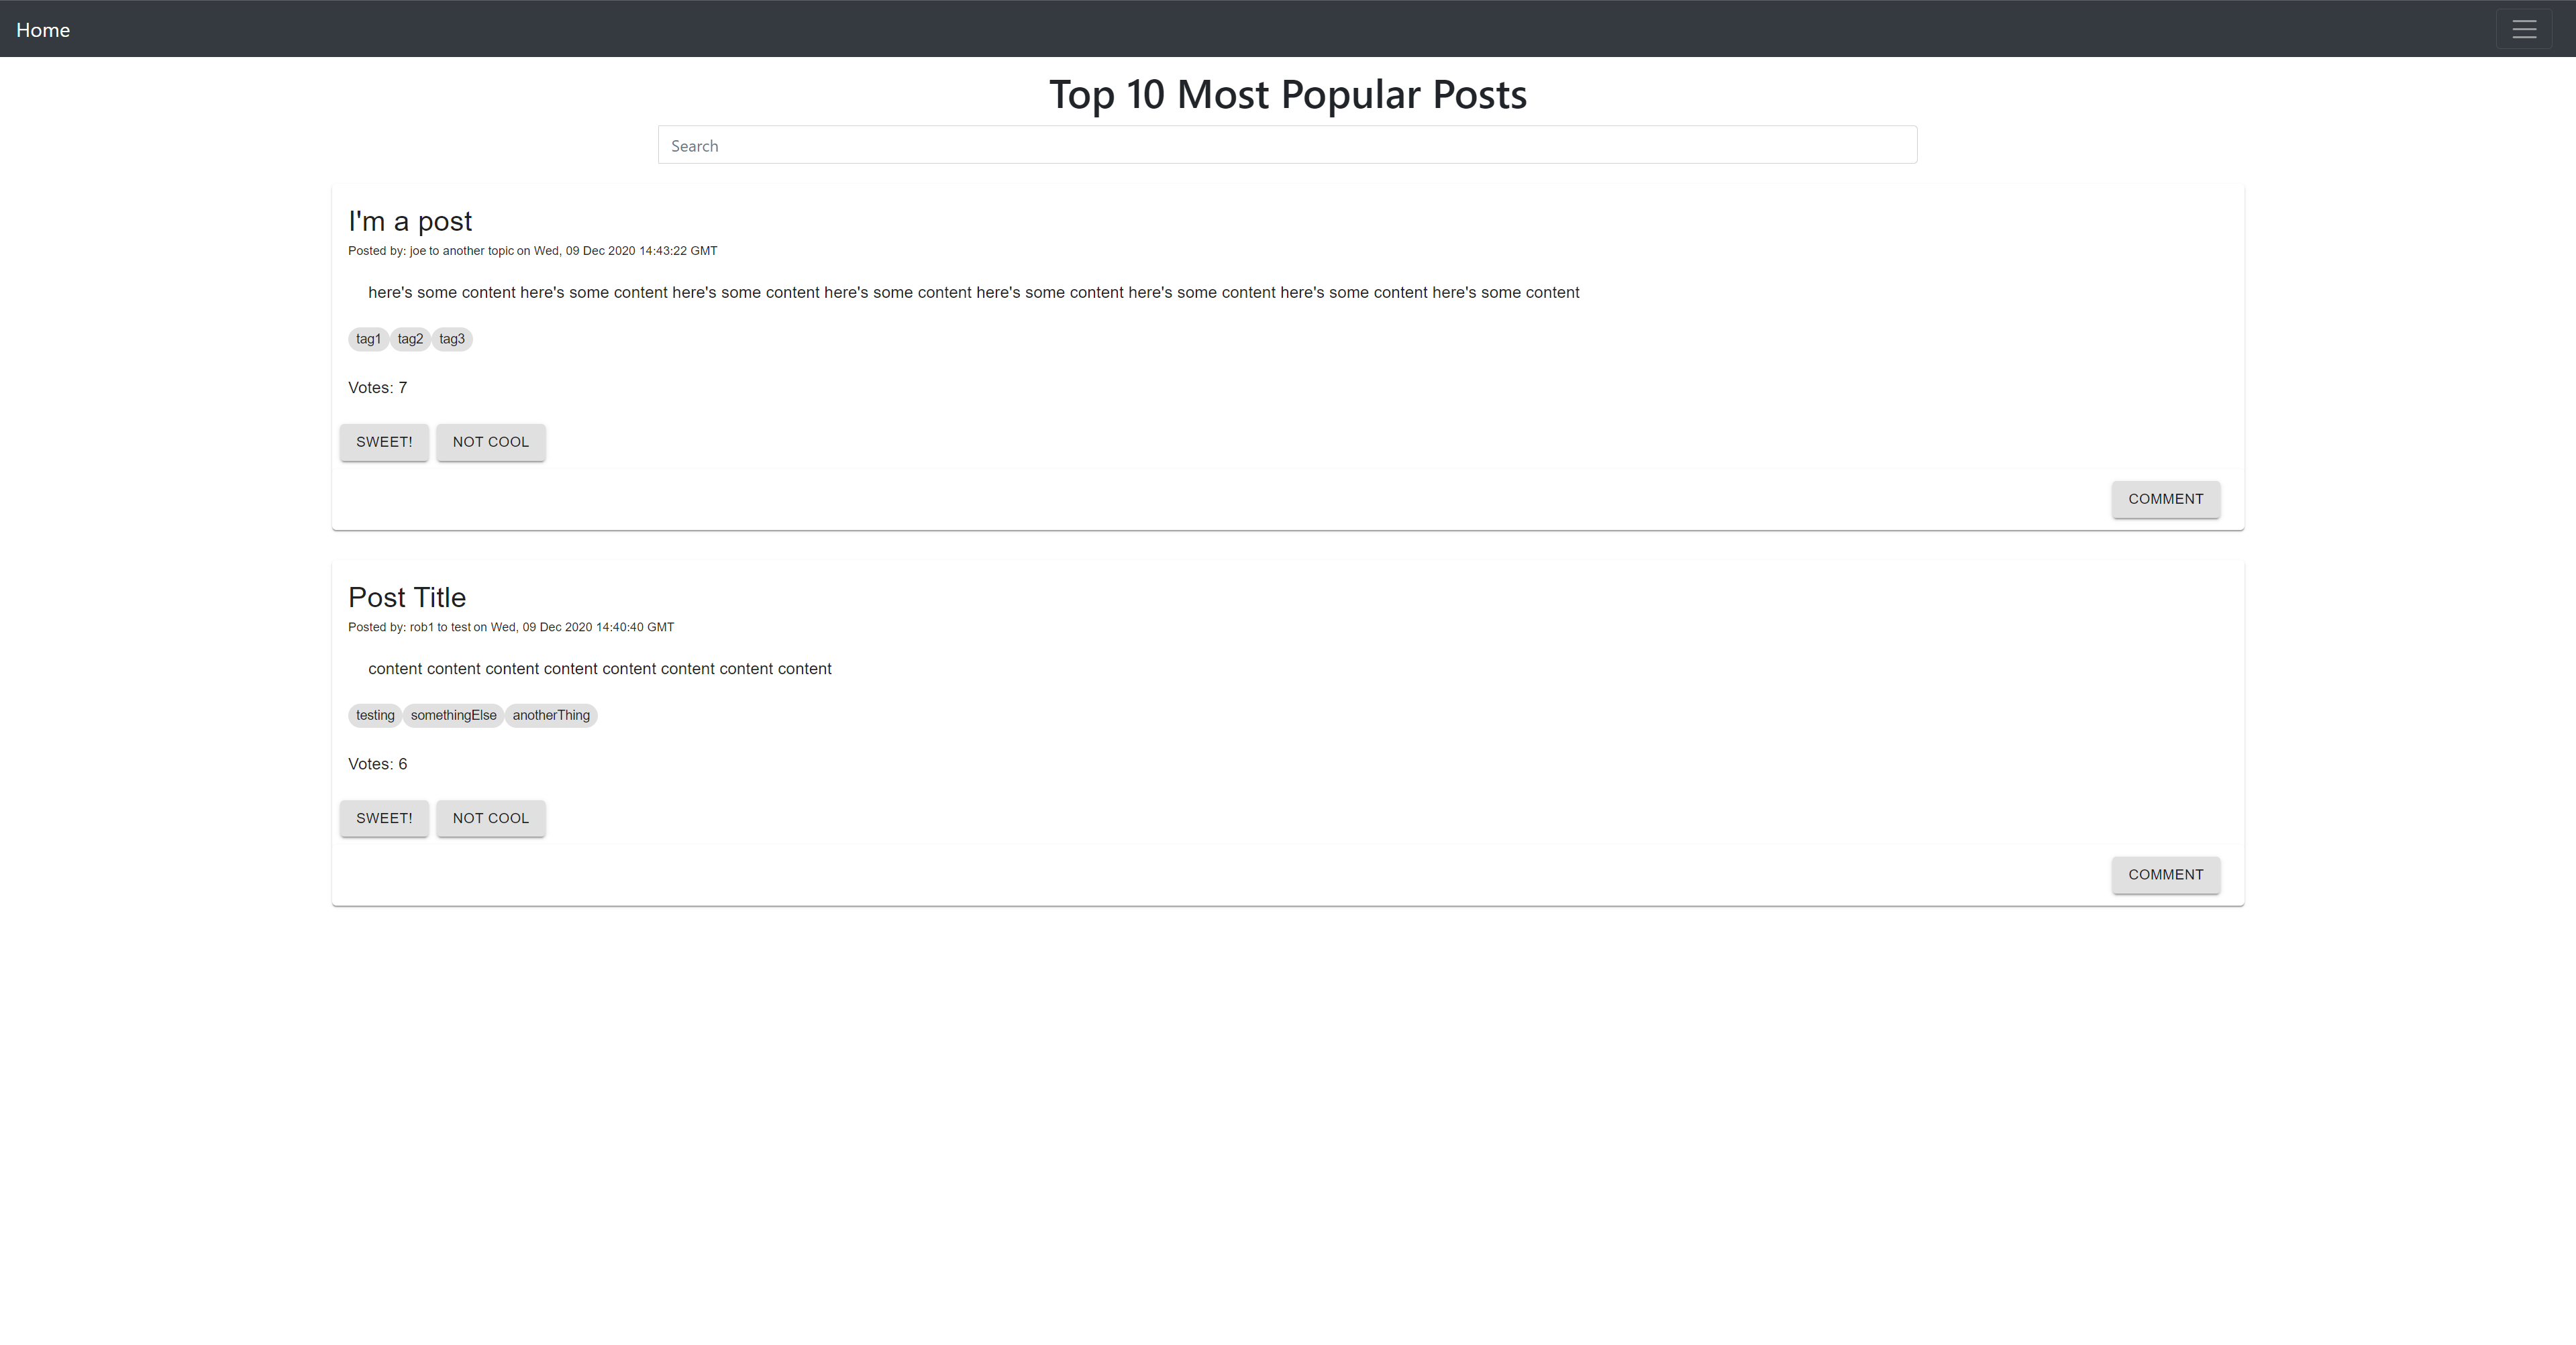 Home
Top 10 Most Popular Posts
Search
I'm a post
Posted by: joe to another topic on Wed, 09 Dec 2020 14:43:22 GMT
here's some content here's some content here's some content here's some content here's some content here's some content here's some content here's some content
tag1 tag2 tag3
Votes: 7
SWEET! NOT COOL
COMMENT
Post Title
Posted by: rob1 to test on Wed, 09 Dec 2020 14:40:40 GMT
content content content content content content content content
testing somethingElse anotherThing
Votes: 6
SWEET! NOT COOL
COMMENT